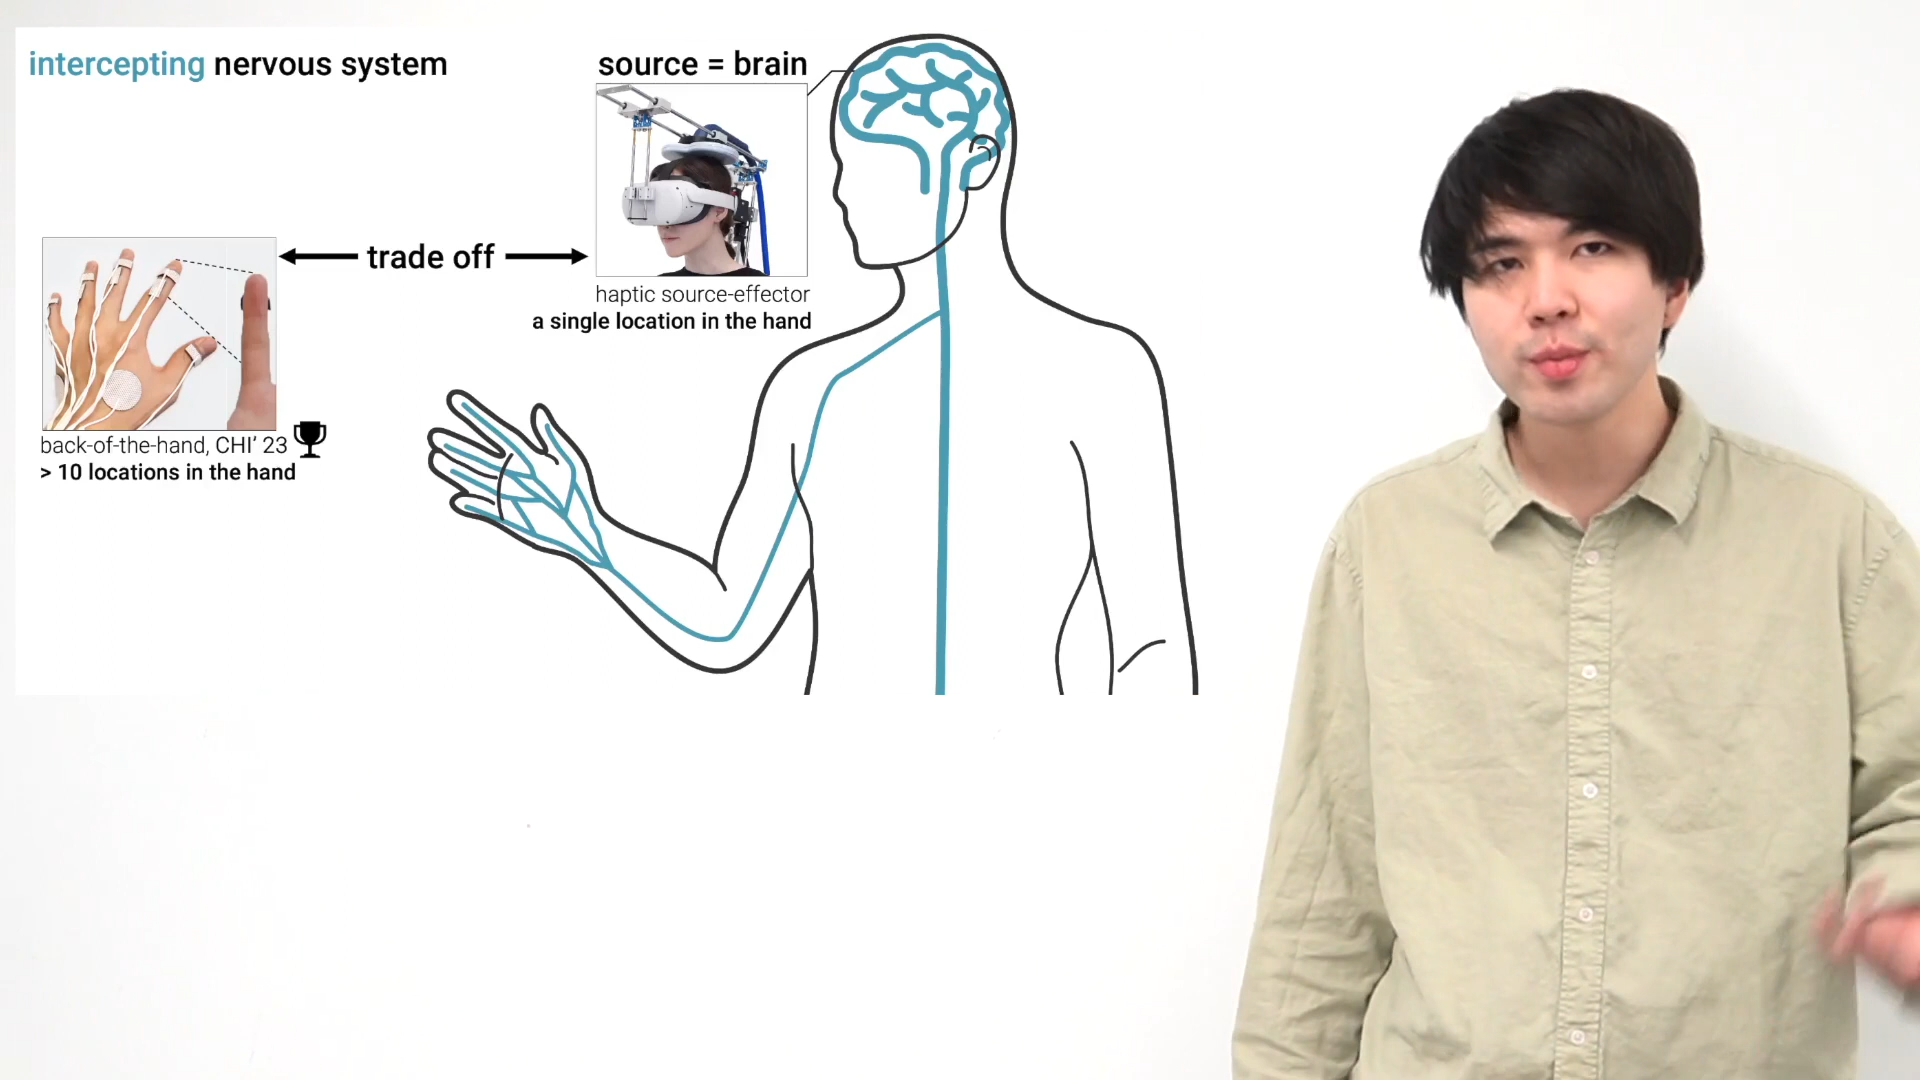 intercepting nervous system
source = brain
trade off
haptic source-effector
a single location in the hand
back-of-the-hand, CHI' 23
> 10 locations in the hand